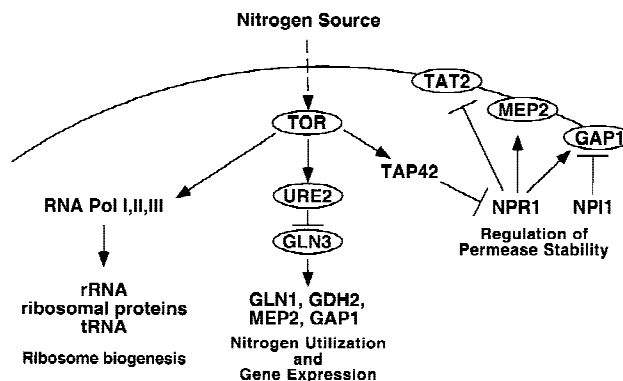 Nitrogen Source
TAT2
MEP2
GAP1
TOR
TAP42
URE2
RNA Pol I,II,III
NPR1
NPI1
GLN3
Regulation of
Permease Stability
rRNA
ribosomal proteins
tRNA
Ribosome biogenesis
GLN1, GDH2,
MEP2, GAP1
Nitrogen Utilization
and
Gene Expression